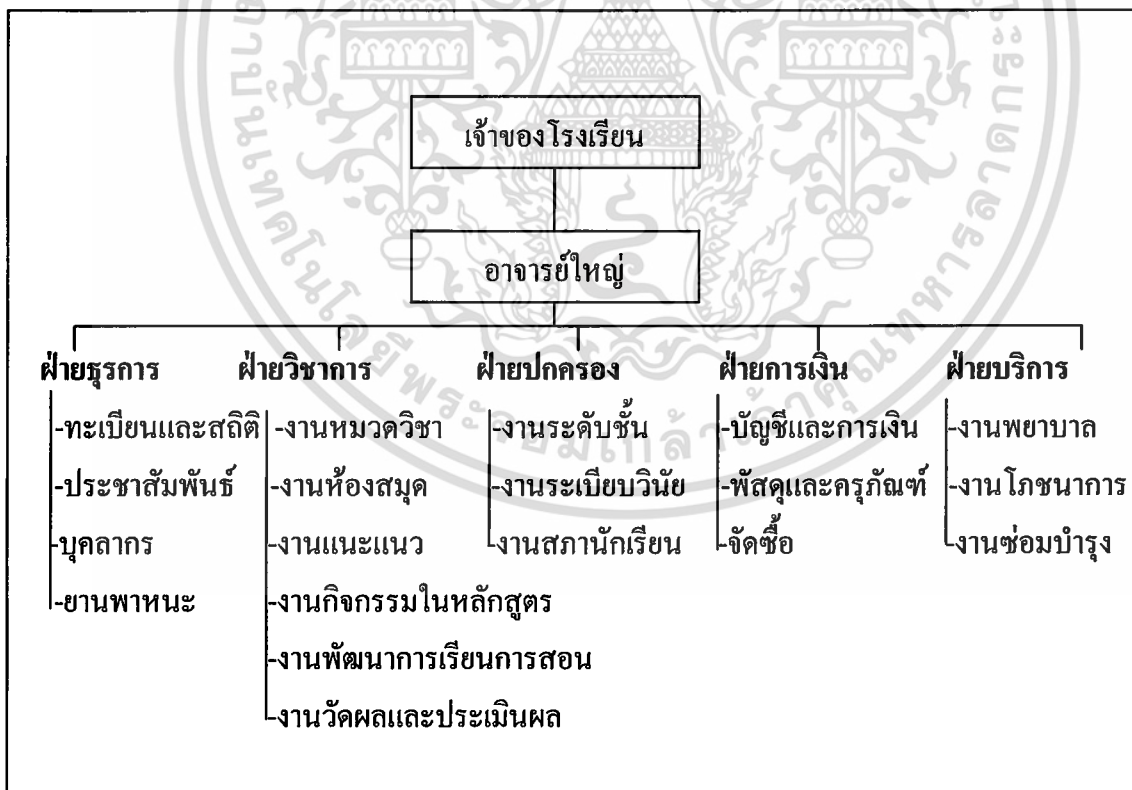 เจ้าของโรงเรียน
อาจารย์ใหญ่
ฝ่ายธุรการ
-ทะเบียนและสถิติ
-ประชาสัมพันธ์
-บุคลากร
-ยานพาหนะ
ฝ่ายวิชาการ
-งานหมวดวิชา
-งานห้องสมุด
-งานแนะแนว
-งานกิจกรรมในหลักสูตร
-งานพัฒนาการเรียนการสอน
-งานวัดผลและประเมินผล
ฝ่ายปกครอง
-งานระดับชั้น
-งานระเบียบวินัย
-งานสภานักเรียน
ฝ่ายการเงิน
-บัญชีและการเงิน
-พัสดุและครุภัณฑ์
-จัดซื้อ
ฝ่ายบริการ
-งานพยาบาล
-งานโภชนาการ
-งานซ่อมบำรุง